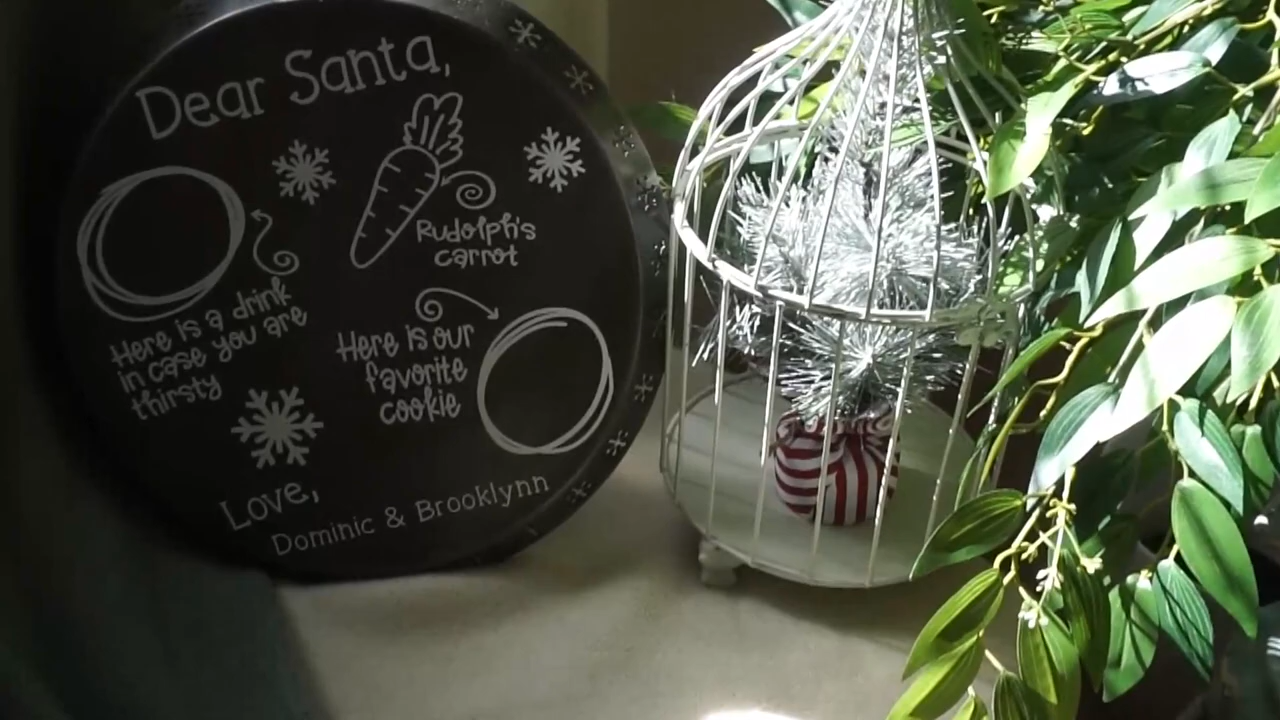 Dear Santa,
Rudolph's
carrot
Here is a drink
in case you are
thirsty
Here is our
favorite
cookie
Love,
Dominic & Brooklynn